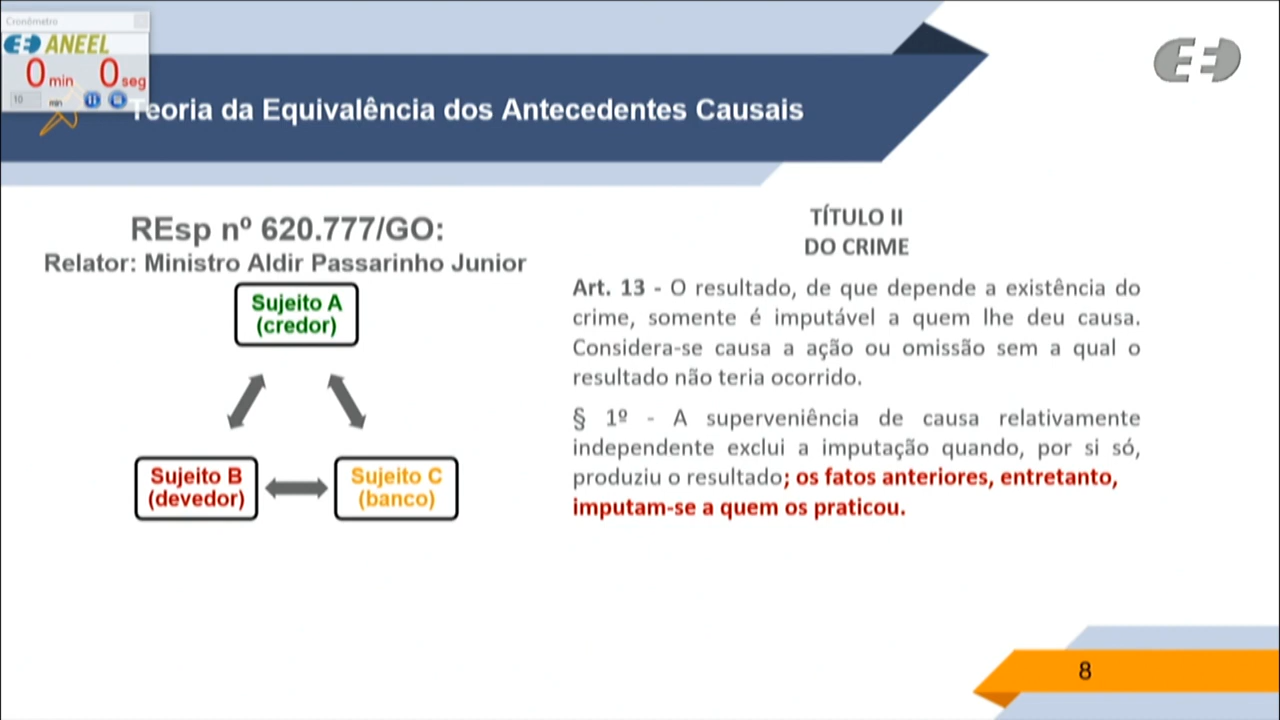 Cronômetro
ANEEL
0 min 0 seg
10 min
Teoria da Equivalência dos Antecedentes Causais
REsp nº 620.777/GO:
Relator: Ministro Aldir Passarinho Junior
Sujeito A
(credor)
Sujeito B
(devedor)
Sujeito C
(banco)
TÍTULO II
DO CRIME
Art. 13 - O resultado, de que depende a existência do
crime, somente é imputável a quem lhe deu causa.
Considera-se causa a ação ou omissão sem a qual o
resultado não teria ocorrido.
§ 1º - A superveniência de causa relativamente
independente exclui a imputação quando, por si só,
produziu o resultado; os fatos anteriores, entretanto,
imputam-se a quem os praticou.
8